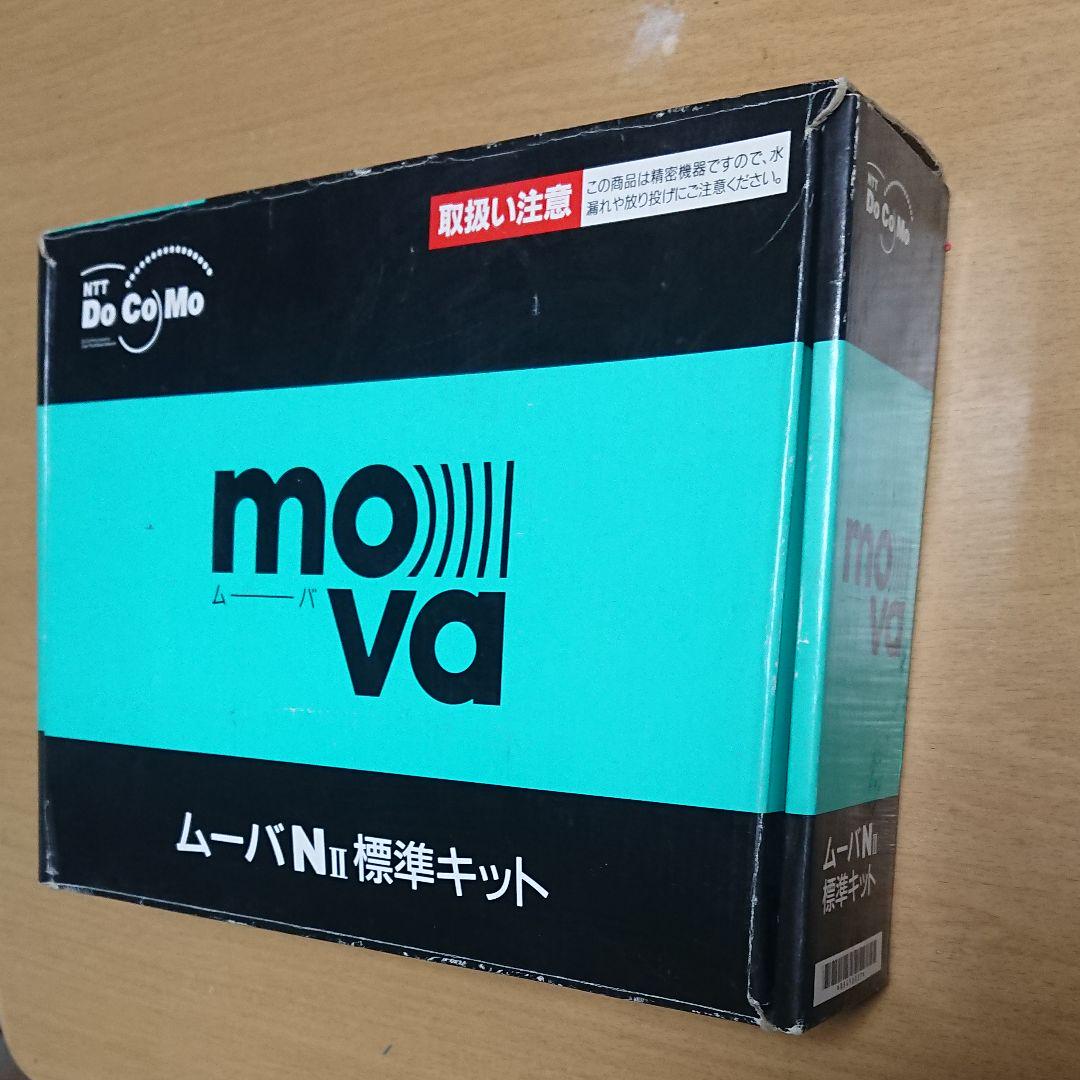 取扱い注意
この商品は精密機器ですので、水
漏れや放り投げにご注意ください。
NTT
DoCoMo
mo
ムーバ
va
ムーバNⅡ標準キット
NTT
DoCoMo
mo
va
ムーバNⅡ
標準キット